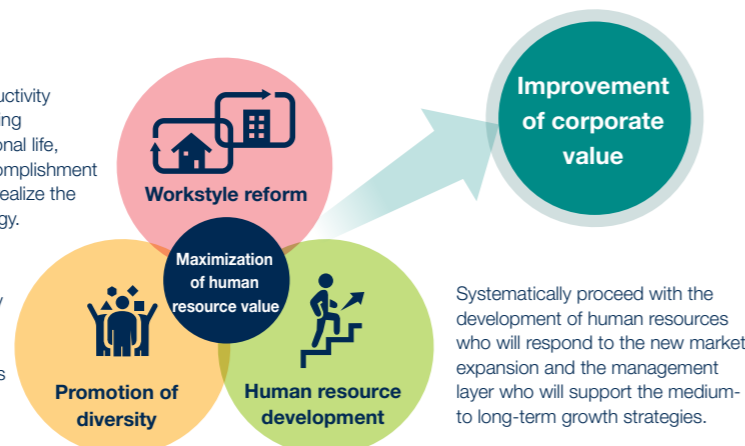 uctivity
ing
onal life,
omplishment
ealize the
gy.
Workstyle reform
Improvement
of corporate
value
Maximization
of human
resource value
y
s
Promotion of
diversity
Human resource
development
Systematically proceed with the
development of human resources
who will respond to the new market
expansion and the management
layer who will support the medium-
to long-term growth strategies.